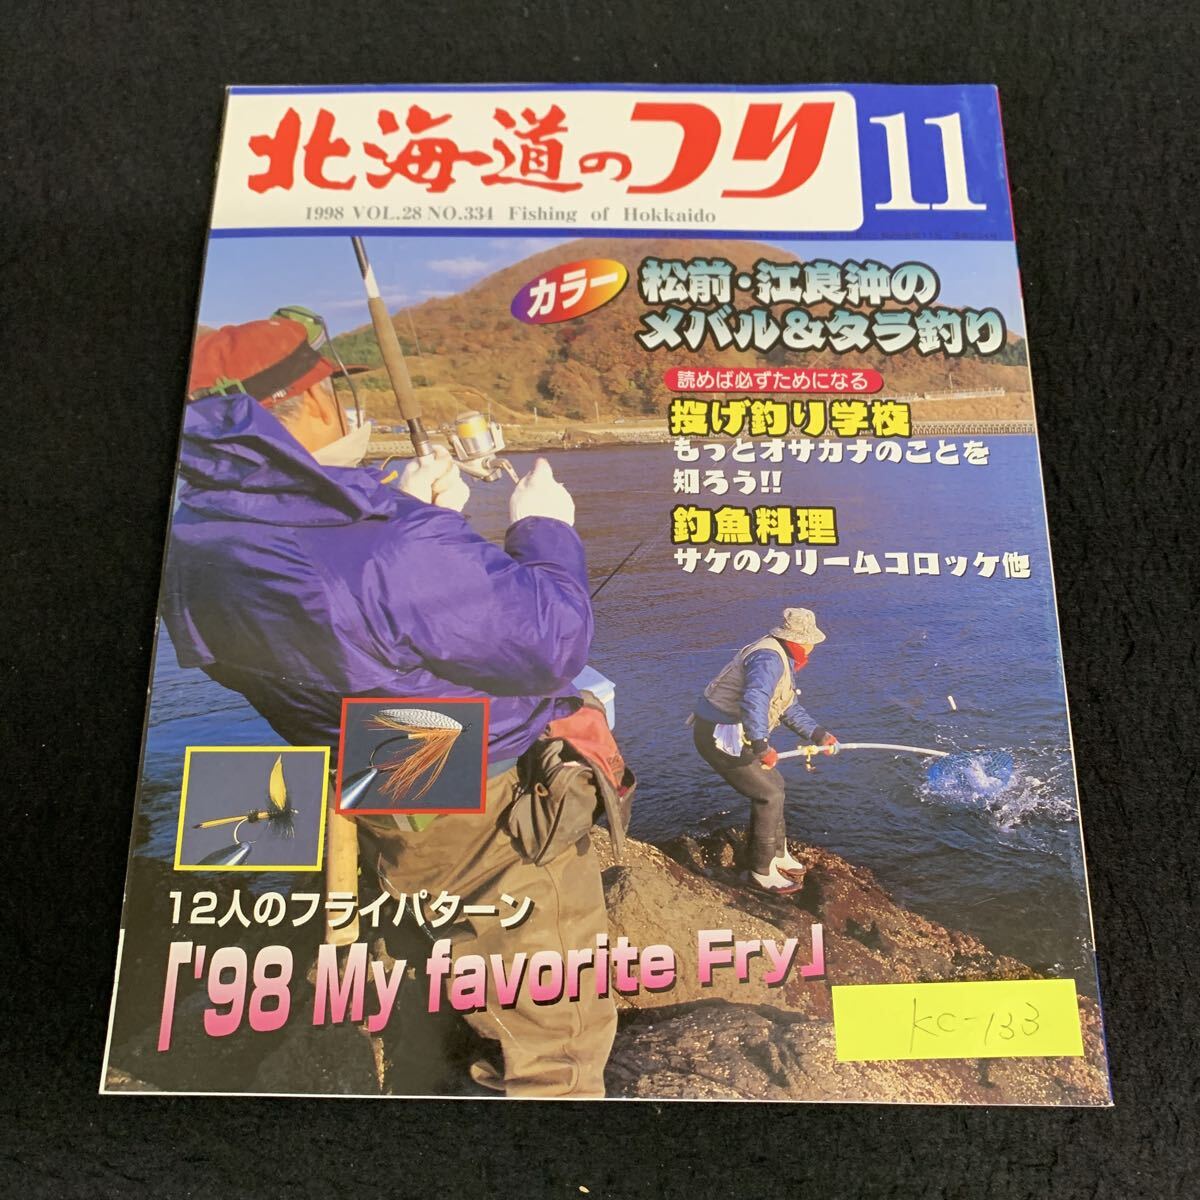 北海道のつり
11
1998 VOL.28 NO.334 Fishing of Hokkaido
カラー
松前・江良沖の
メバル&タラ釣り
読めば必ずためになる
投げ釣り学校
もっとオサカナのことを
知ろう!!
釣魚料理
サケのクリームコロッケ他
12人のフライパターン
「'98 My favorite Fry」
KC-133